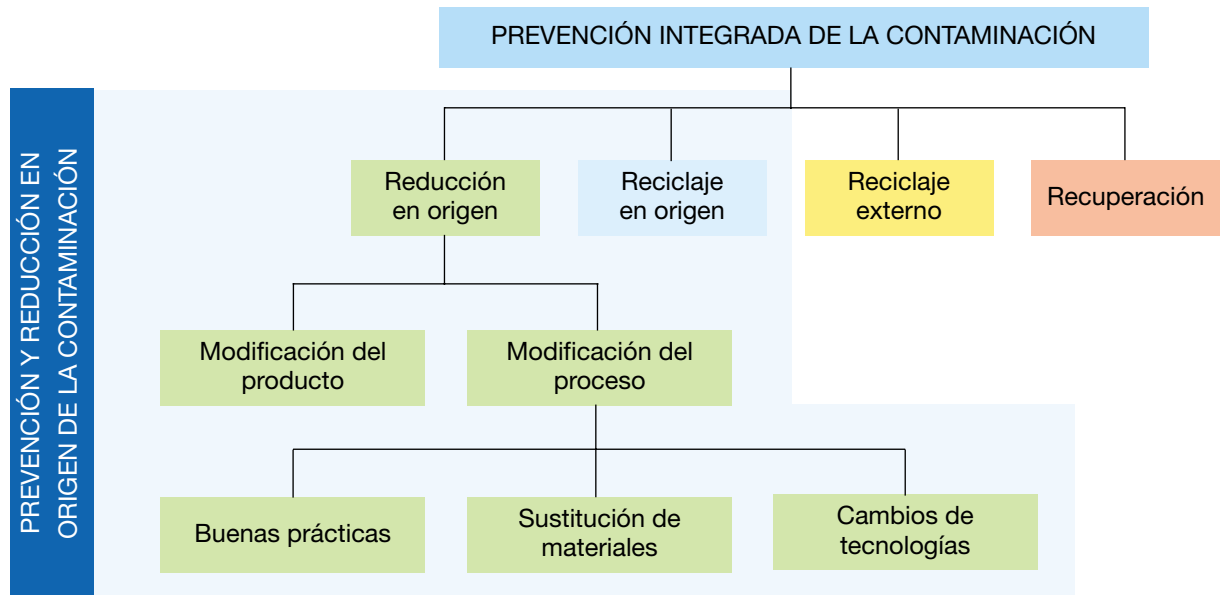 PREVENCIÓN INTEGRADA DE LA CONTAMINACIÓN
PREVENCIÓN Y REDUCCIÓN EN
ORIGEN DE LA CONTAMINACIÓN
Reducción
en origen
Reciclaje
en origen
Reciclaje
externo
Recuperación
Modificación del
producto
Modificación del
proceso
Buenas prácticas
Sustitución de
materiales
Cambios de
tecnologías